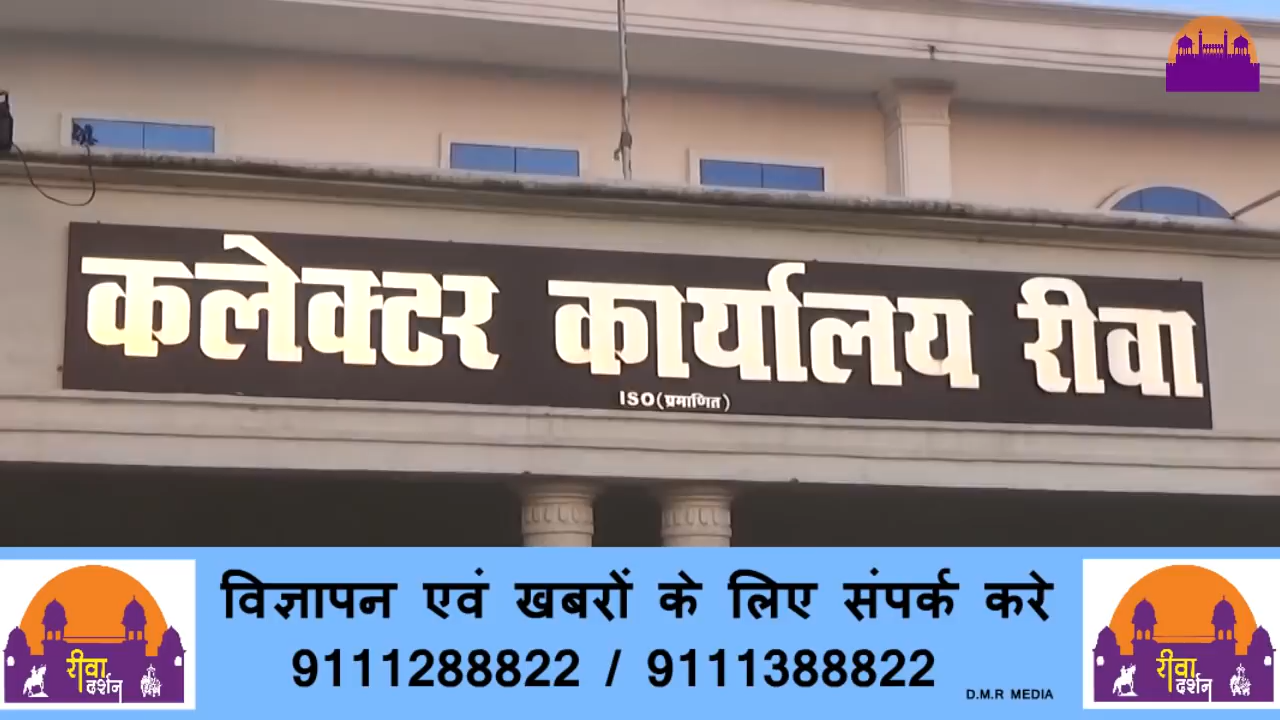 कलेक्टर कार्यालय रीवा
ISO(प्रमाणित)
विज्ञापन एवं खबरों के लिए संपर्क करे
9111288822 / 9111388822
D.M.R MEDIA
रीवा
दर्शन
रीवा
दर्शन